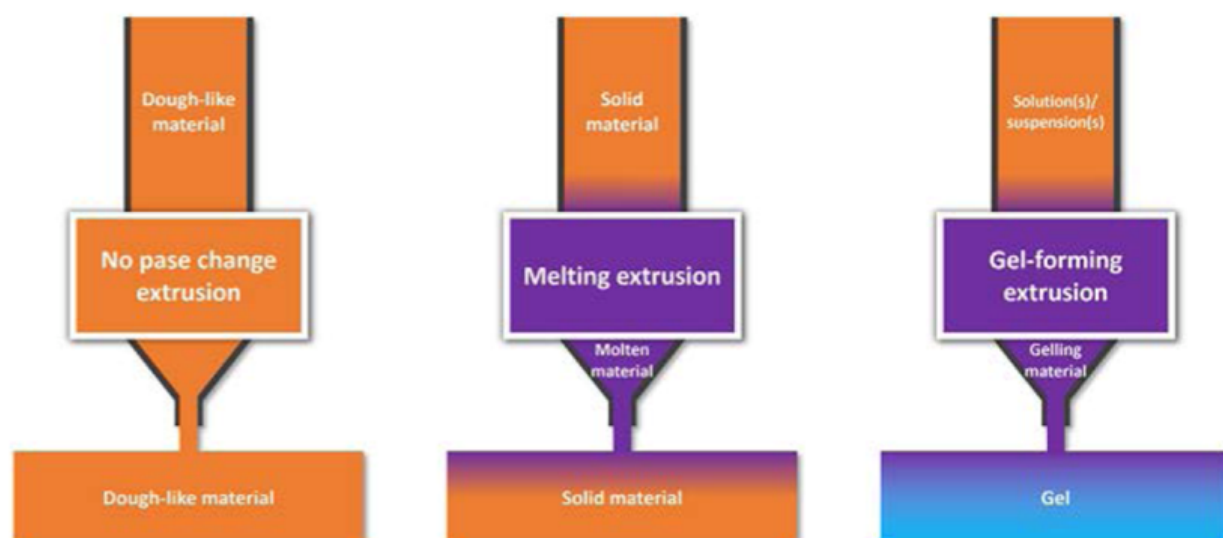 Dough-like
material
No pase change
extrusion
Dough-like material
Solid
material
Melting extrusion
Molten
material
Solid material
Solution(s)/
suspension(s)
Gel-forming
extrusion
Gelling
material
Gel